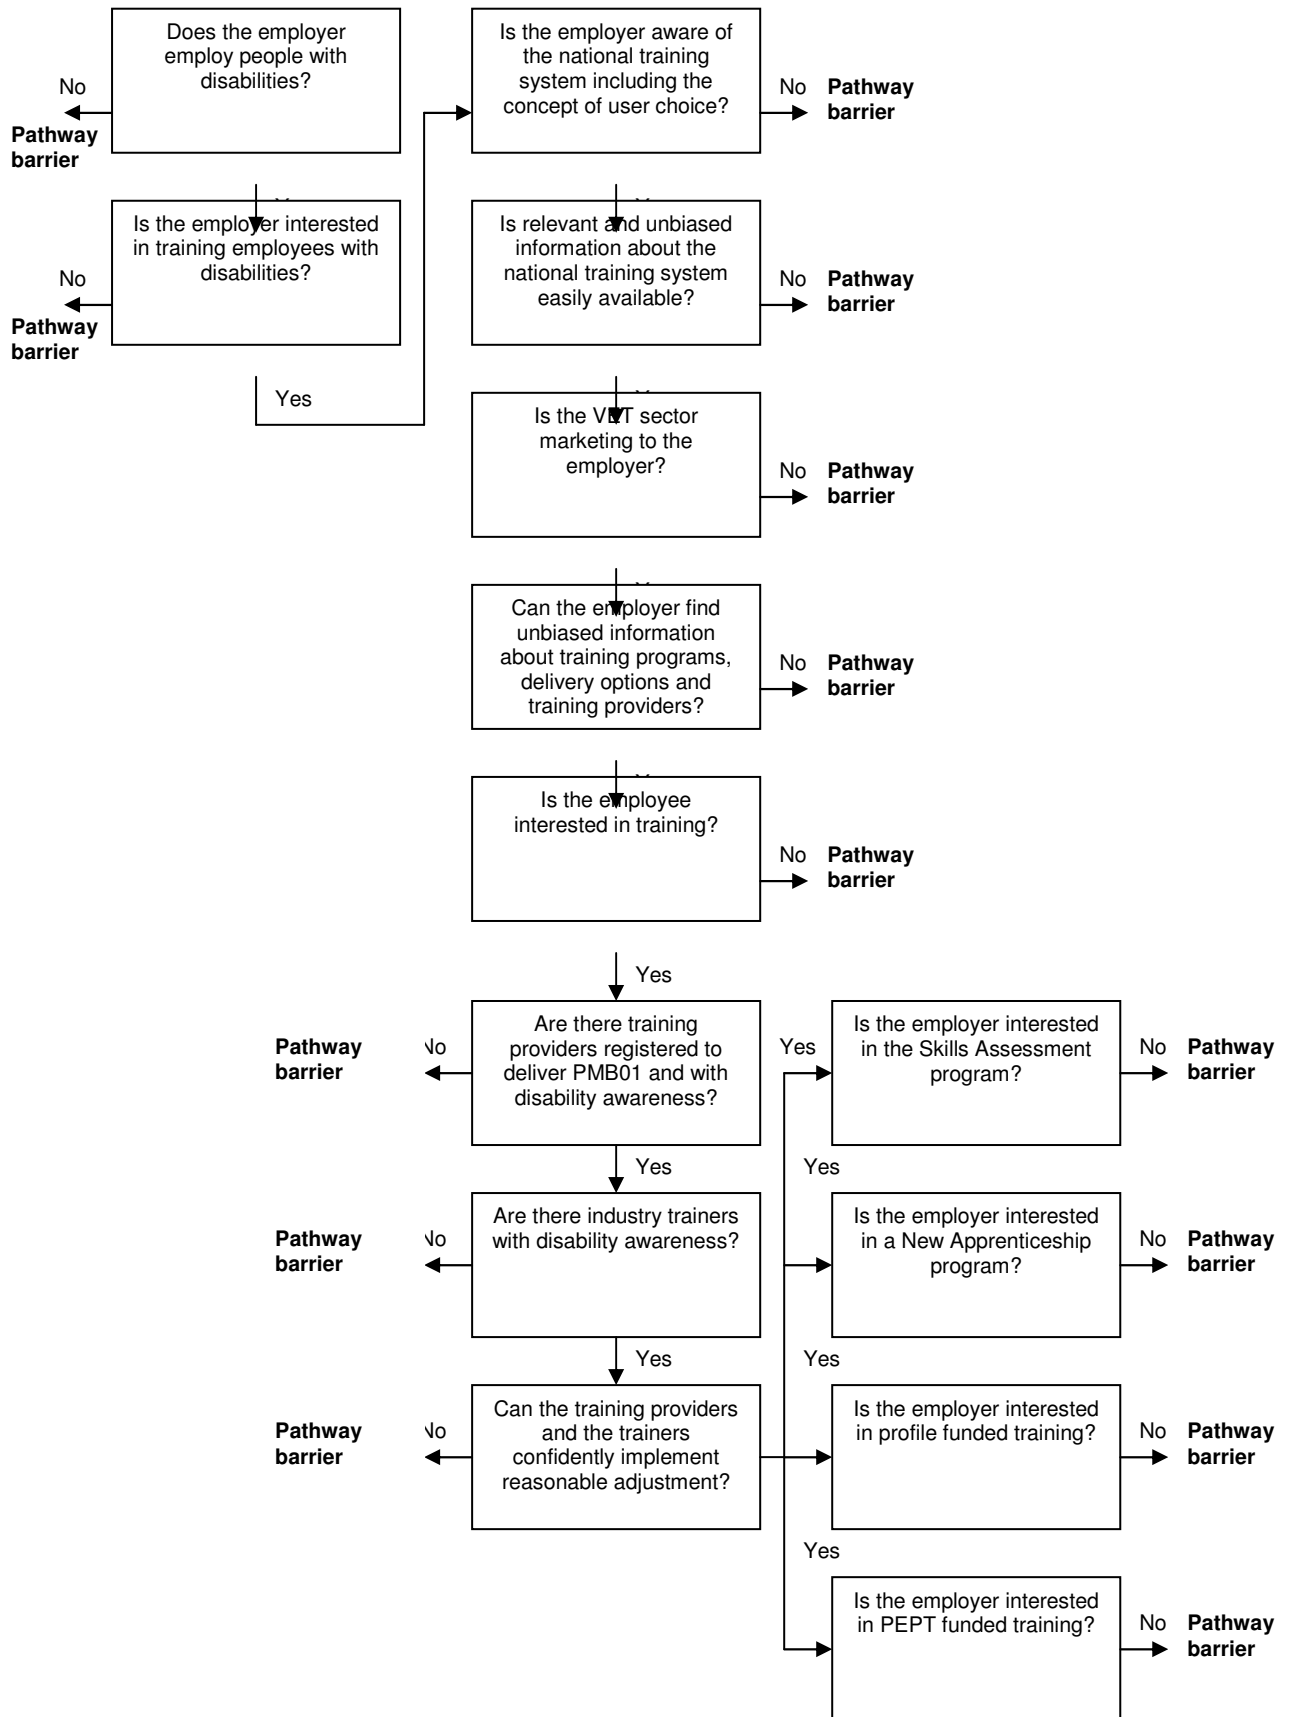 Does the employer
employ people with
disabilities?
No
Pathway
barrier
Is the employer interested
in training employees with
disabilities?
No
Pathway
barrier
Yes
Is the employer aware of
the national training
system including the
concept of user choice?
No
Pathway
barrier
Is relevant and unbiased
information about the
national training system
easily available?
No
Pathway
barrier
Is the VET sector
marketing to the
employer?
No
Pathway
barrier
Can the employer find
unbiased information
about training programs,
delivery options and
training providers?
No
Pathway
barrier
Is the employee
interested in training?
No
Pathway
barrier
Yes
Are there training
providers registered to
deliver PMB01 and with
disability awareness?
No
Pathway
barrier
Yes
Are there industry trainers
with disability awareness?
No
Pathway
barrier
Yes
Can the training providers
and the trainers
confidently implement
reasonable adjustment?
No
Pathway
barrier
Yes
Is the employer interested
in the Skills Assessment
program?
No
Pathway
barrier
Yes
Is the employer interested
in a New Apprenticeship
program?
No
Pathway
barrier
Yes
Is the employer interested
in profile funded training?
No
Pathway
barrier
Yes
Is the employer interested
in PEPT funded training?
No
Pathway
barrier